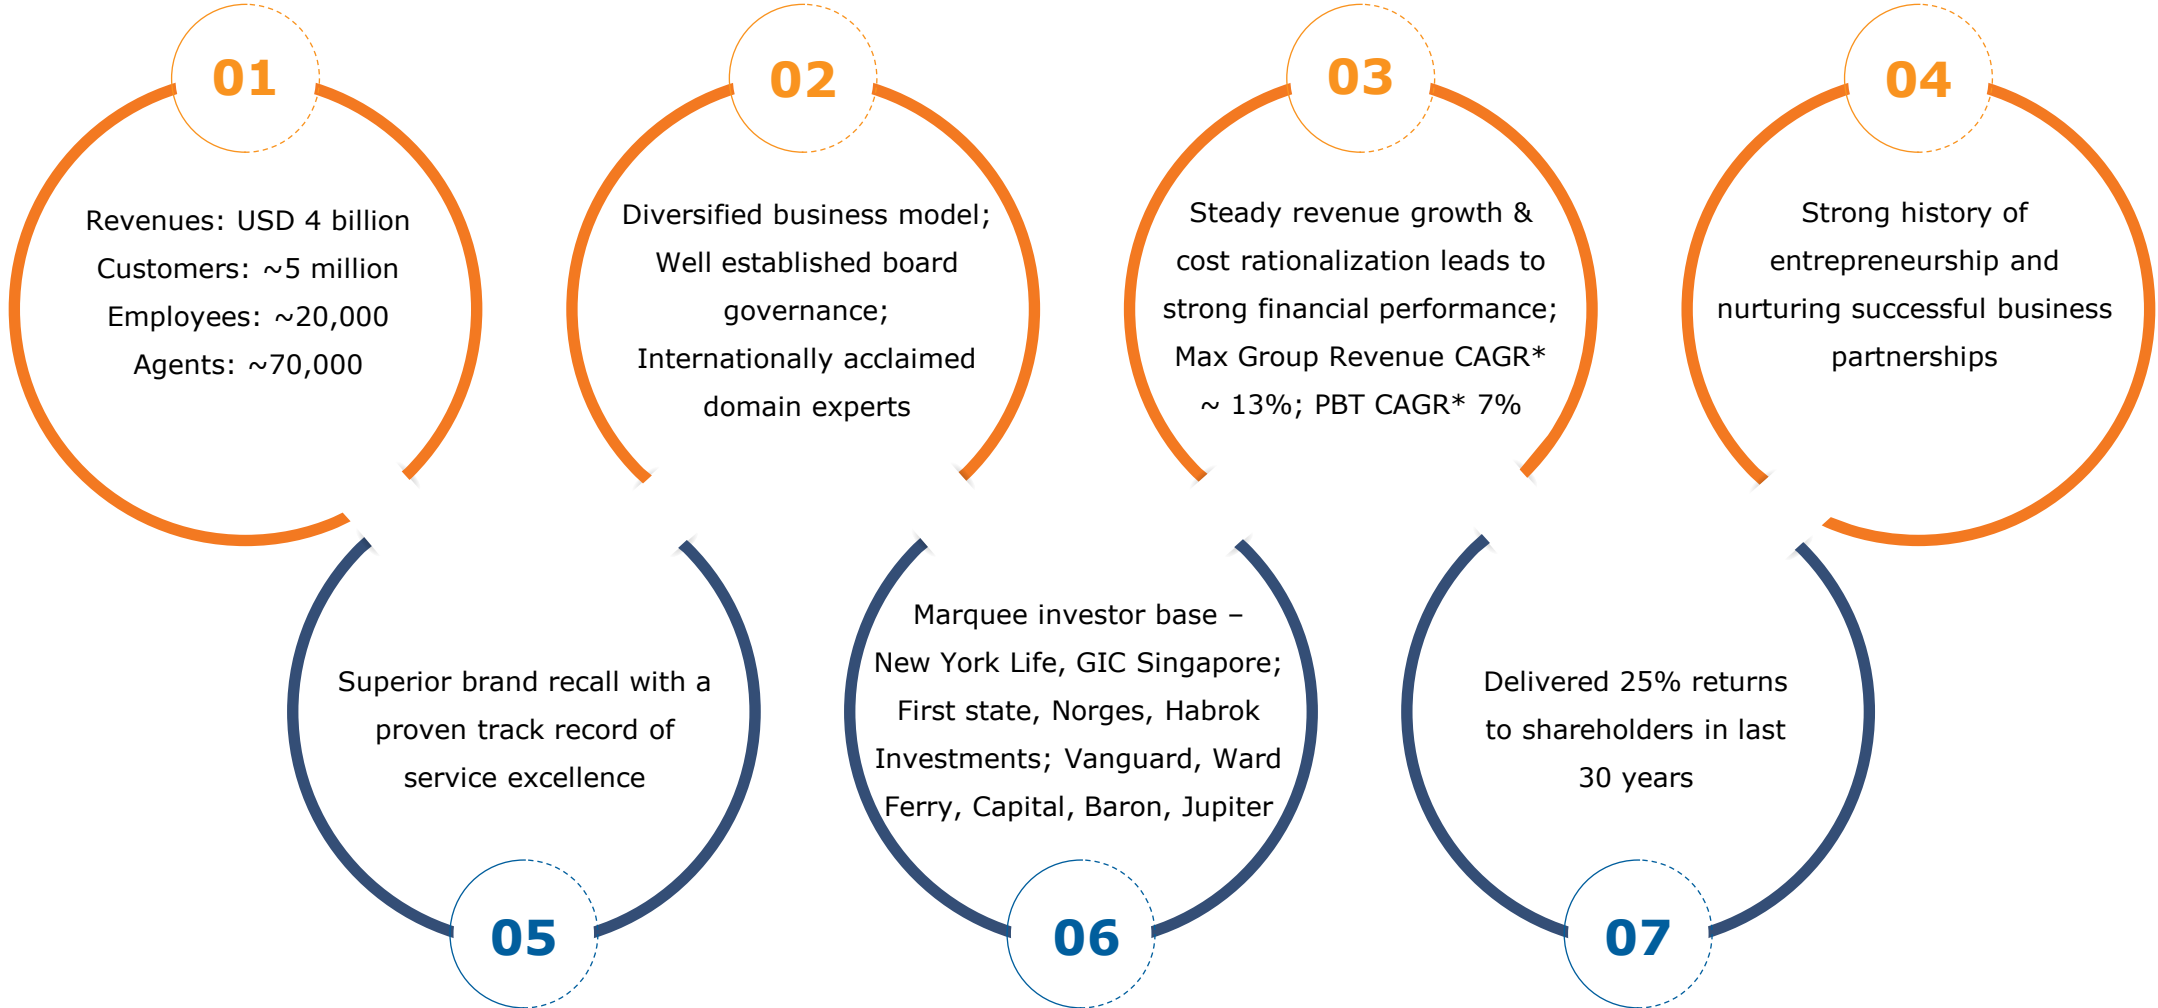 01
Revenues: USD 4 billion
Customers: ~5 million
Employees: ~20,000
Agents: ~70,000
02
Diversified business model;
Well established board
governance;
Internationally acclaimed
domain experts
03
Steady revenue growth &
cost rationalization leads to
strong financial performance;
Max Group Revenue CAGR*
~ 13%; PBT CAGR* 7%
04
Strong history of
entrepreneurship and
nurturing successful business
partnerships
Superior brand recall with a
proven track record of
service excellence
05
Marquee investor base –
New York Life, GIC Singapore;
First state, Norges, Habrok
Investments; Vanguard, Ward
Ferry, Capital, Baron, Jupiter
06
Delivered 25% returns
to shareholders in last
30 years
07